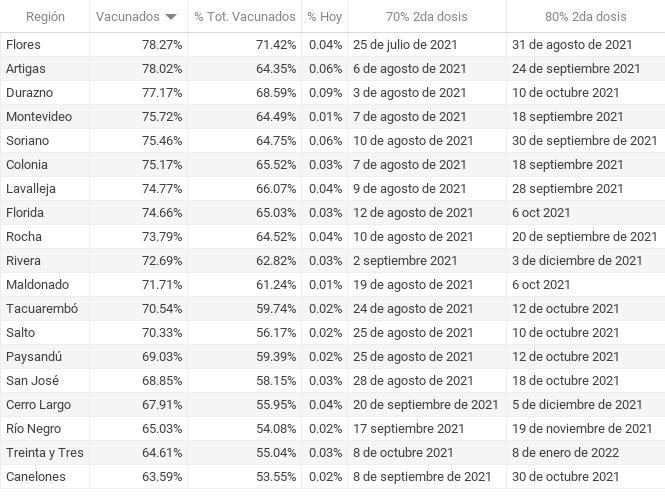 Región Vacunados % Tot. Vacunados % Hoy 70% 2da dosis 80% 2da dosis
Flores 78.27% 71.42% 0.04% 25 de julio de 2021 31 de agosto de 2021
Artigas 78.02% 64.35% 0.06% 6 de agosto de 2021 24 de septiembre 2021
Durazno 77.17% 68.59% 0.09% 3 de agosto de 2021 10 de octubre 2021
Montevideo 75.72% 64.49% 0.01% 7 de agosto de 2021 18 septiembre 2021
Soriano 75.46% 64.75% 0.06% 10 de agosto de 2021 30 de septiembre de 2021
Colonia 75.17% 65.52% 0.03% 7 de agosto de 2021 18 septiembre 2021
Lavalleja 74.77% 66.07% 0.04% 9 de agosto de 2021 28 septiembre 2021
Florida 74.66% 65.03% 0.03% 12 de agosto de 2021 6 oct 2021
Rocha 73.79% 64.52% 0.04% 10 de agosto de 2021 20 de septiembre de 2021
Rivera 72.69% 62.82% 0.03% 2 septiembre 2021 3 de diciembre de 2021
Maldonado 71.71% 61.24% 0.01% 19 de agosto de 2021 6 oct 2021
Tacuarembó 70.54% 59.74% 0.02% 24 de agosto de 2021 12 de octubre 2021
Salto 70.33% 56.17% 0.02% 25 de agosto de 2021 10 de octubre 2021
Paysandú 69.03% 59.39% 0.02% 25 de agosto de 2021 12 de octubre 2021
San José 68.85% 58.15% 0.03% 28 de agosto de 2021 18 de octubre 2021
Cerro Largo 67.91% 55.95% 0.04% 20 de septiembre de 2021 5 de diciembre de 2021
Río Negro 65.03% 54.08% 0.02% 17 septiembre 2021 19 de noviembre de 2021
Treinta y Tres 64.61% 55.04% 0.03% 8 de octubre 2021 8 de enero de 2022
Canelones 63.59% 53.55% 0.02% 8 de septiembre de 2021 30 de octubre 2021